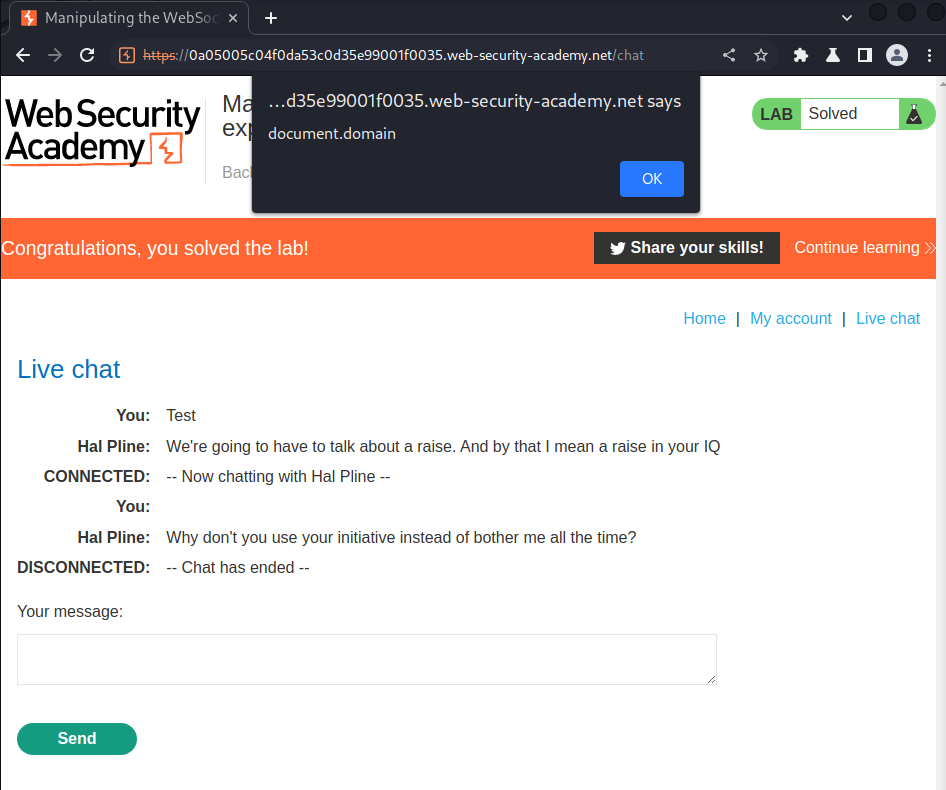 Manipulating the WebSoc
https://0a05005c04f0da53c0d35e99001f0035.web-security-academy.net/chat
...d35e99001f0035.web-security-academy.net says
document.domain
OK
WebSecurity
Academy
Ma
exp
Back
LAB Solved
Congratulations, you solved the lab!
Share your skills!
Continue learning
Home | My account | Live chat
Live chat
You: Test
Hal Pline: We're going to have to talk about a raise. And by that I mean a raise in your IQ
CONNECTED: -- Now chatting with Hal Pline --
You:
Hal Pline: Why don't you use your initiative instead of bother me all the time?
DISCONNECTED: -- Chat has ended --
Your message:
Send